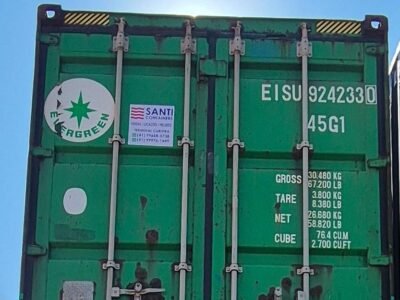 EVERGREEN
SANTI
CONTAINERS
EISU 924233 0
45G1
GROSS 30.480 KG
67.200 LB
TARE 3.800 KG
8.380 LB
NET 26.680 KG
58.820 LB
CUBE 76.4 CU.M
2.700 CU.FT